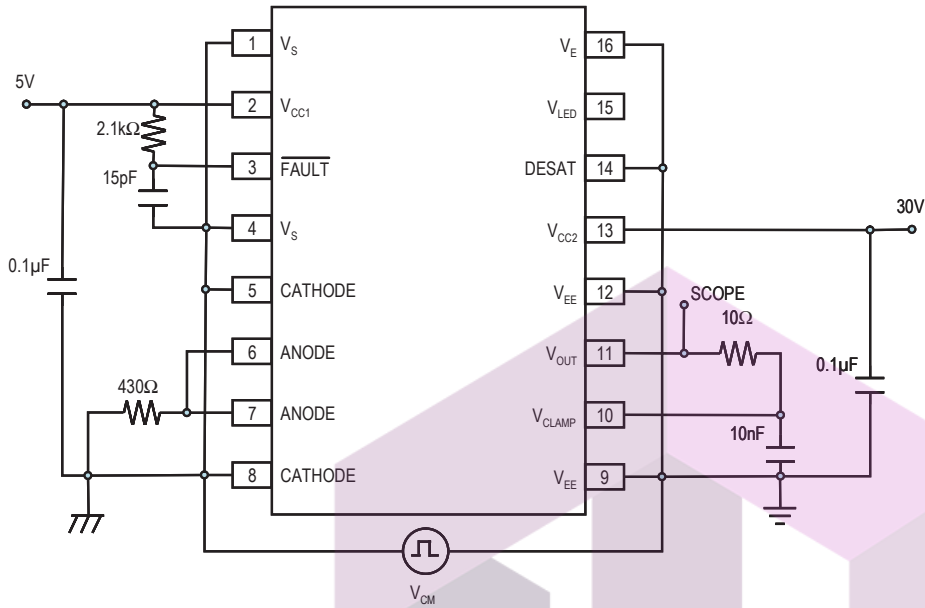 1 V_S
2 V_CC1
3 FAULT
4 V_S
5 CATHODE
6 ANODE
7 ANODE
8 CATHODE
V_E 16
V_LED 15
DESAT 14
V_CC2 13
V_EE 12
V_OUT 11
V_CLAMP 10
V_EE 9
5V
2.1kΩ
15pF
0.1µF
430Ω
30V
SCOPE
10Ω
0.1µF
10nF
V_CM